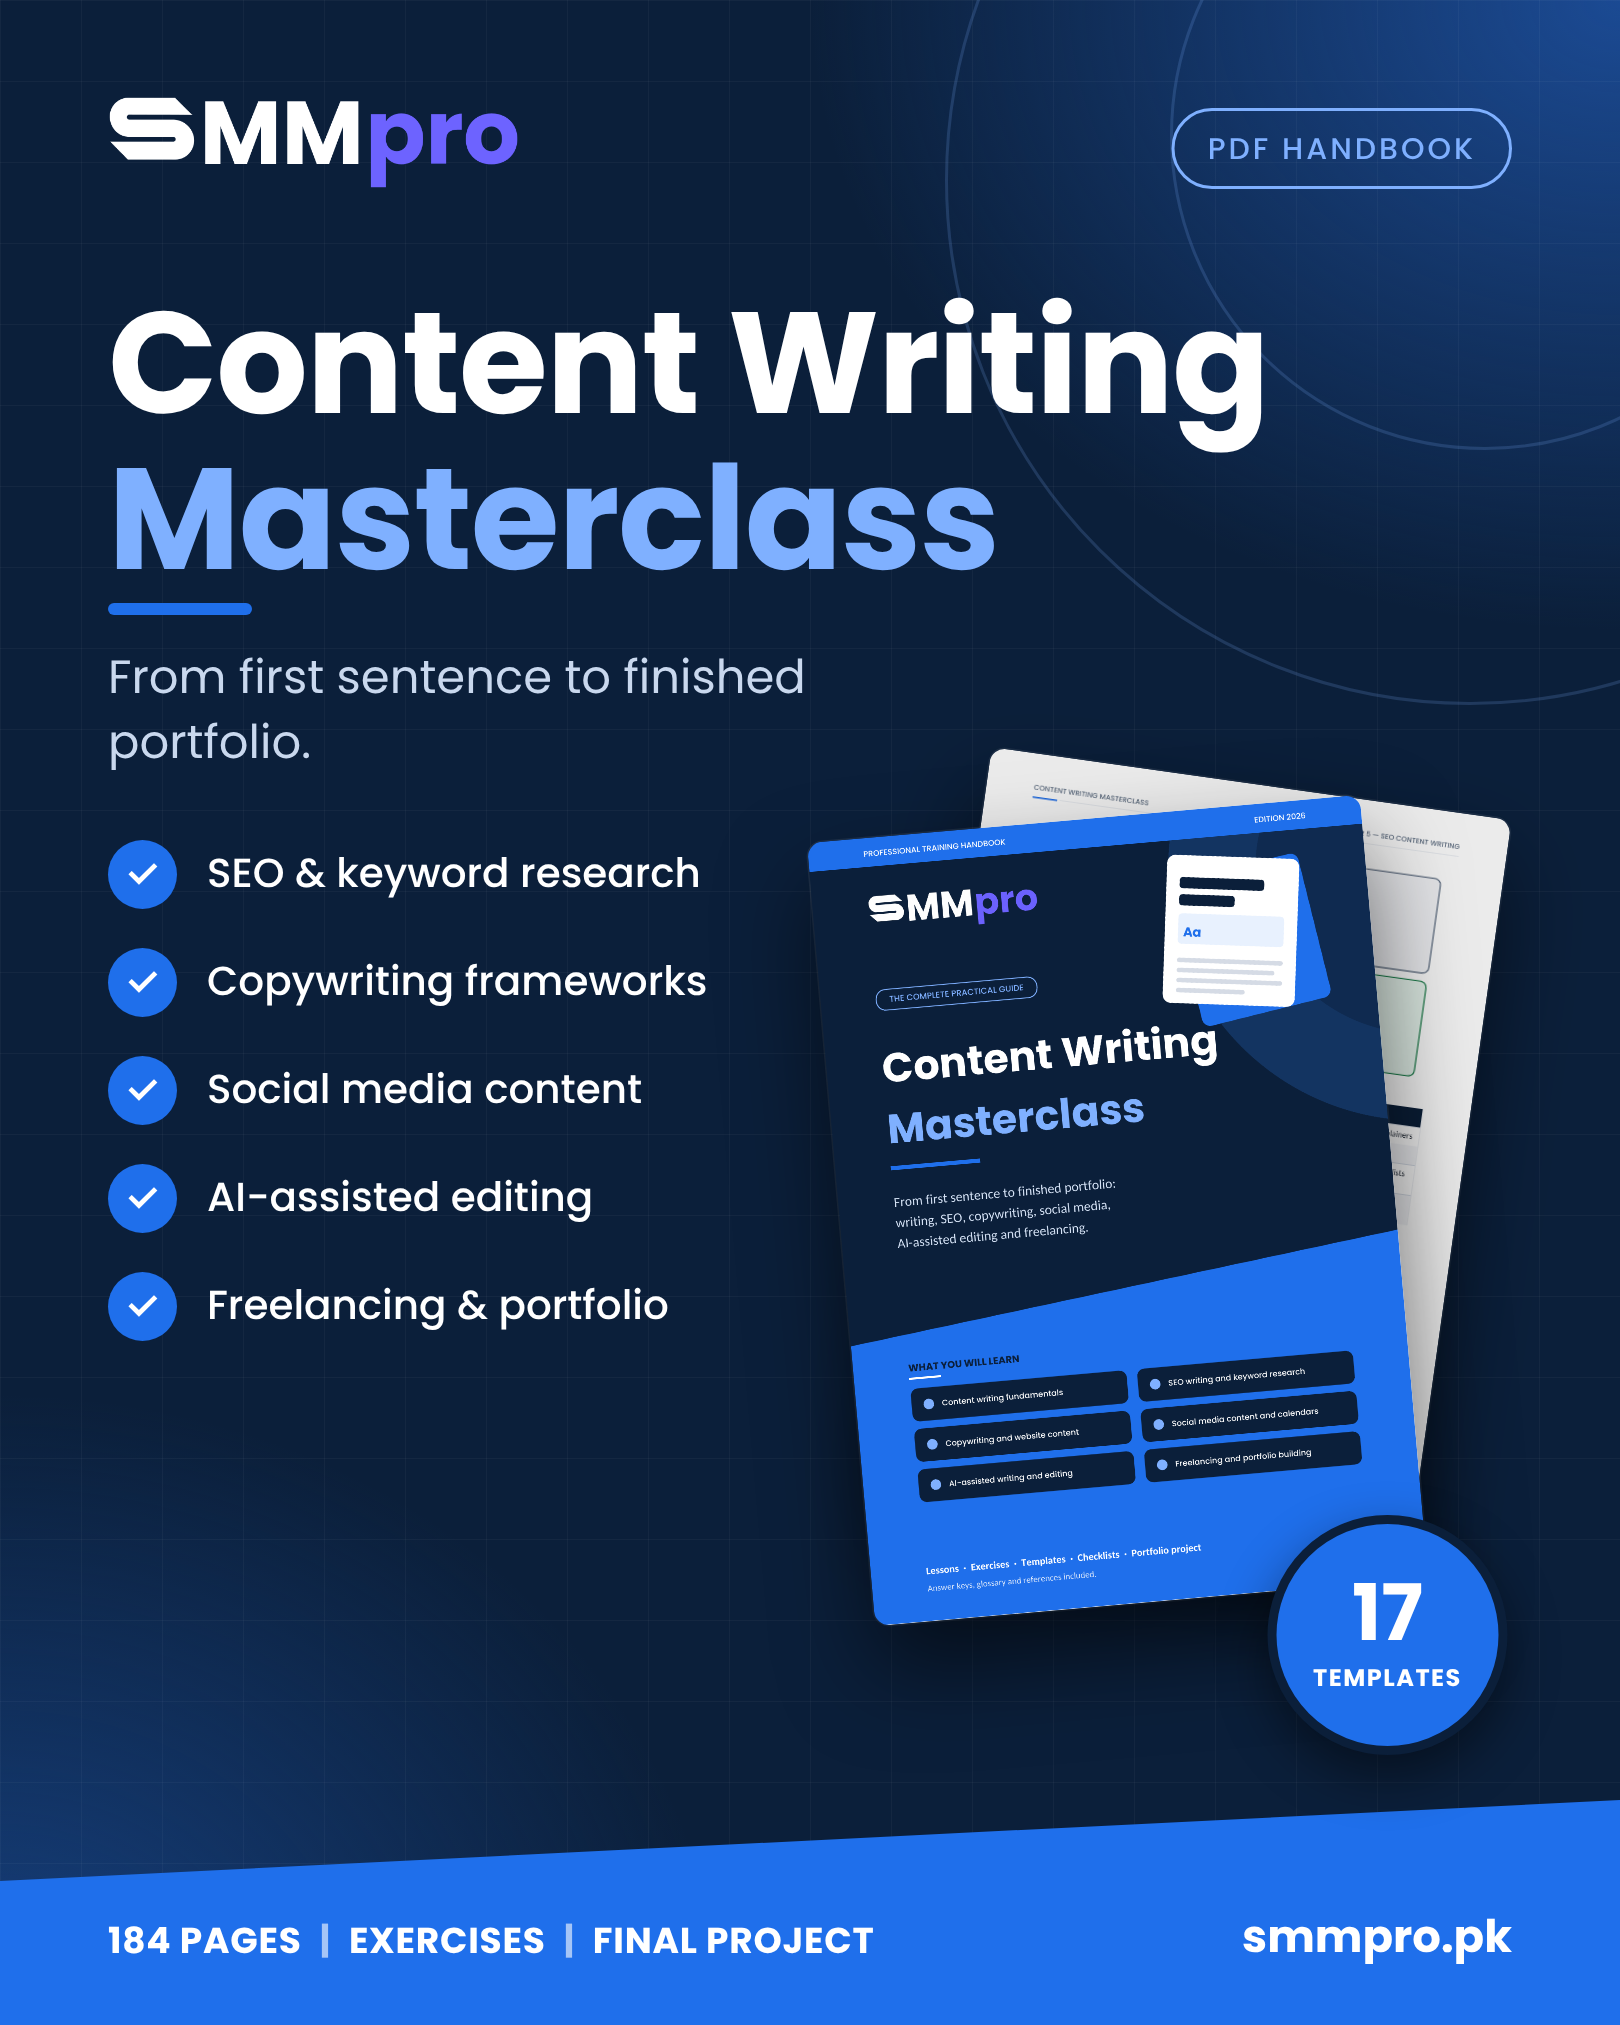 SMMpro
PDF HANDBOOK
Content Writing
Masterclass
From first sentence to finished
portfolio.
SEO & keyword research
Copywriting frameworks
Social media content
AI-assisted editing
Freelancing & portfolio
CONTENT WRITING MASTERCLASS
5 — SEO CONTENT WRITING
PROFESSIONAL TRAINING HANDBOOK
EDITION 2026
SMMpro
Aa
THE COMPLETE PRACTICAL GUIDE
Content Writing
Masterclass
From first sentence to finished portfolio:
writing, SEO, copywriting, social media,
AI-assisted editing and freelancing.
WHAT YOU WILL LEARN
Content writing fundamentals
SEO writing and keyword research
Copywriting and website content
Social media content and calendars
AI-assisted writing and editing
Freelancing and portfolio building
Lessons · Exercises · Templates · Checklists · Portfolio project
Answer keys, glossary and references included.
17
TEMPLATES
184 PAGES | EXERCISES | FINAL PROJECT
smmpro.pk